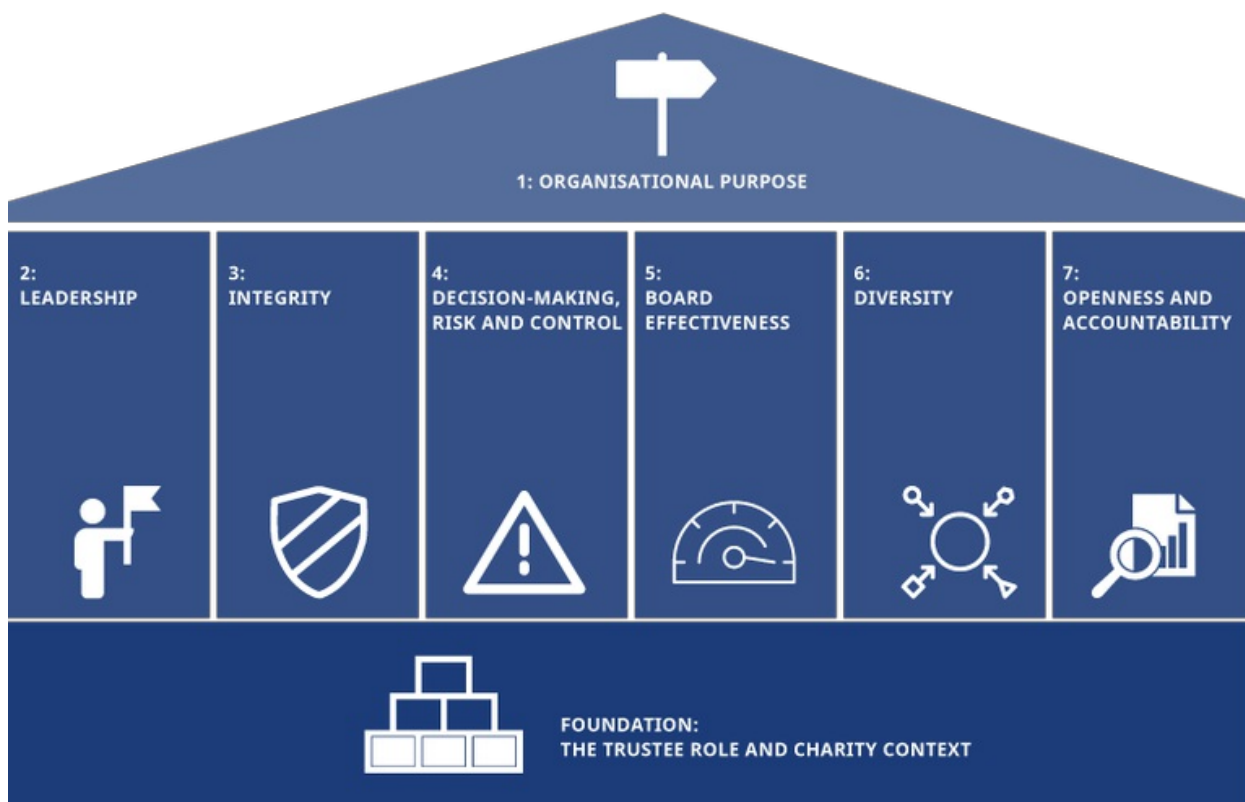 1: ORGANISATIONAL PURPOSE
2:
LEADERSHIP
3:
INTEGRITY
4:
DECISION-MAKING,
RISK AND CONTROL
5:
BOARD
EFFECTIVENESS
6:
DIVERSITY
7:
OPENNESS AND
ACCOUNTABILITY
FOUNDATION:
THE TRUSTEE ROLE AND CHARITY CONTEXT